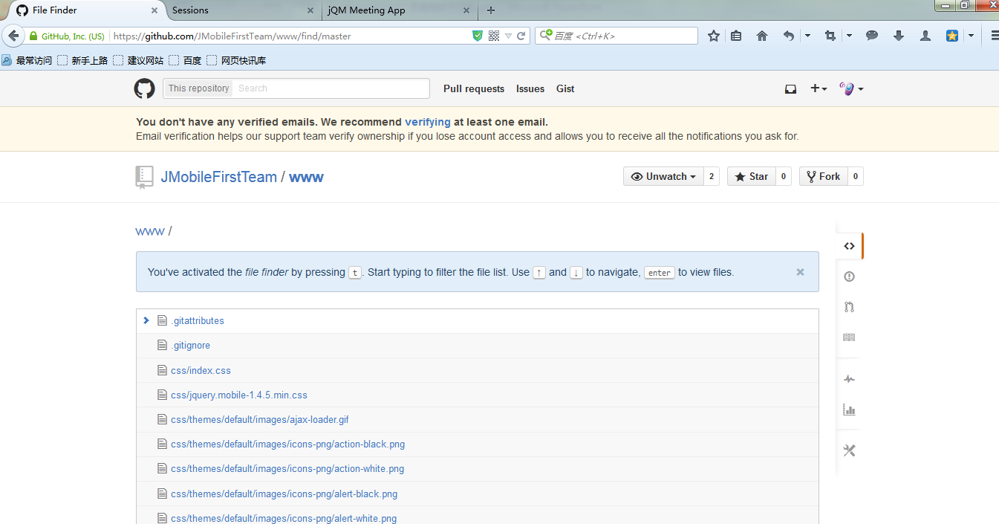 File Finder
Sessions
jQM Meeting App
GitHub, Inc. (US)
https://github.com/JMobileFirstTeam/www/find/master
百度 <Ctrl+K>
最常访问 新手上路 建议网站 百度 网页快讯库
This repository Search
Pull requests Issues Gist
You don't have any verified emails. We recommend verifying at least one email.
Email verification helps our support team verify ownership if you lose account access and allows you to receive all the notifications you ask for.
JMobileFirstTeam / www
Unwatch 2 Star 0 Fork 0
www /
You've activated the file finder by pressing t . Start typing to filter the file list. Use ↑ and ↓ to navigate, enter to view files.
.gitattributes
.gitignore
css/index.css
css/jquery.mobile-1.4.5.min.css
css/themes/default/images/ajax-loader.gif
css/themes/default/images/icons-png/action-black.png
css/themes/default/images/icons-png/action-white.png
css/themes/default/images/icons-png/alert-black.png
css/themes/default/images/icons-png/alert-white.png